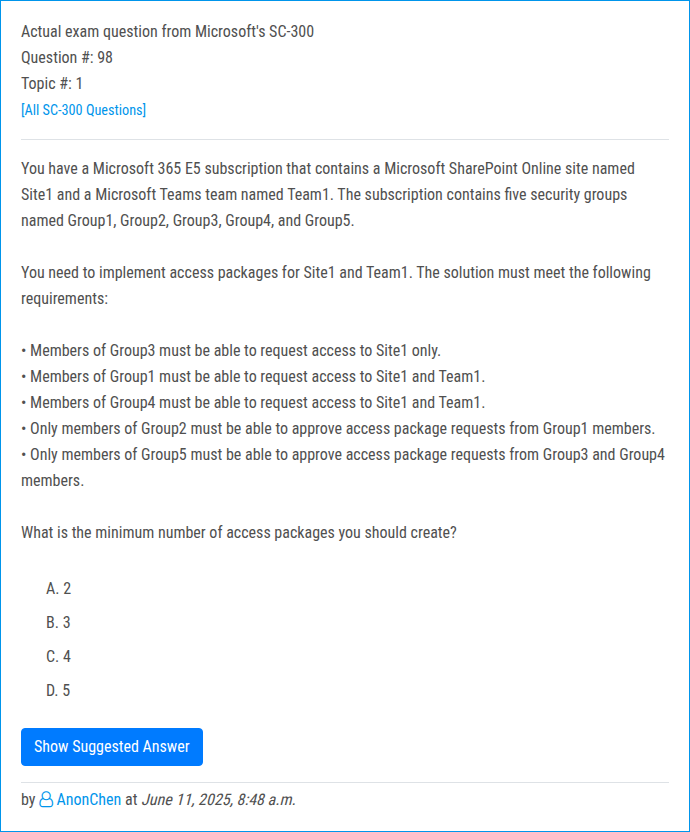 Actual exam question from Microsoft's SC-300
Question #: 98
Topic #: 1
[All SC-300 Questions]
You have a Microsoft 365 E5 subscription that contains a Microsoft SharePoint Online site named
Site1 and a Microsoft Teams team named Team1. The subscription contains five security groups
named Group1, Group2, Group3, Group4, and Group5.
You need to implement access packages for Site1 and Team1. The solution must meet the following
requirements:
• Members of Group3 must be able to request access to Site1 only.
• Members of Group1 must be able to request access to Site1 and Team1.
• Members of Group4 must be able to request access to Site1 and Team1.
• Only members of Group2 must be able to approve access package requests from Group1 members.
• Only members of Group5 must be able to approve access package requests from Group3 and Group4
members.
What is the minimum number of access packages you should create?
A. 2
B. 3
C. 4
D. 5
Show Suggested Answer
by AnonChen at June 11, 2025, 8:48 a.m.